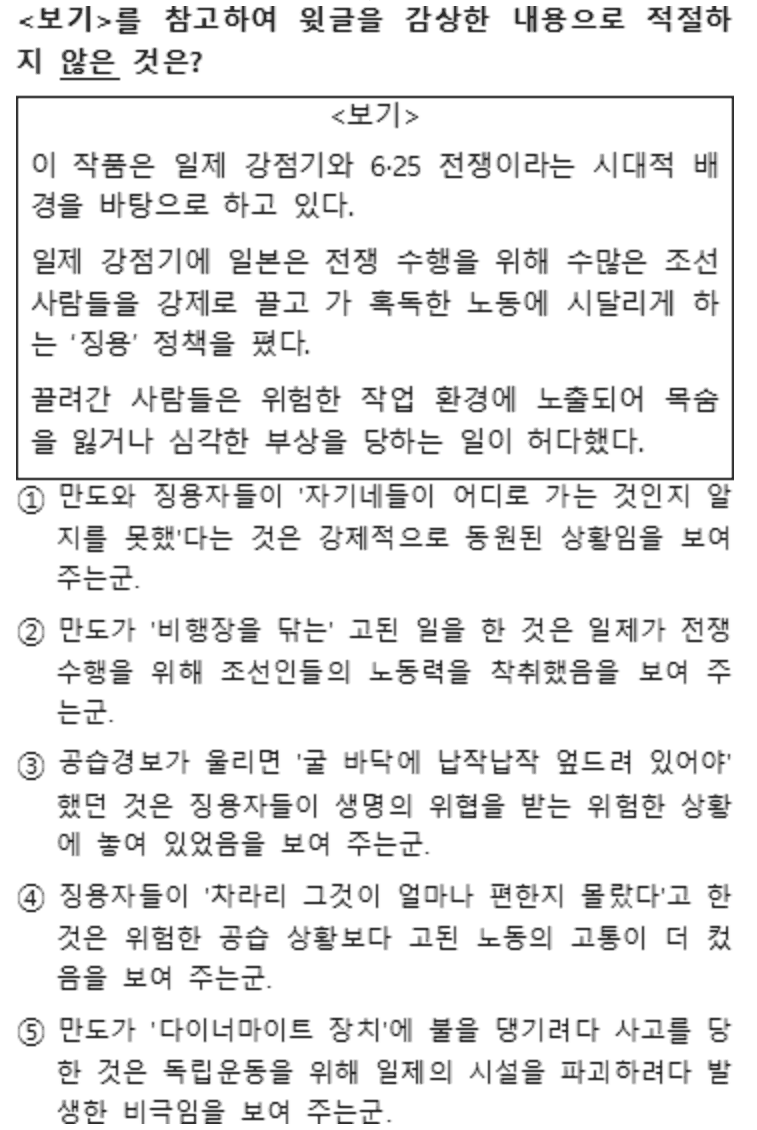 <보기>를 참고하여 윗글을 감상한 내용으로 적절하
지 않은 것은?
<보기>
이 작품은 일제 강점기와 6·25 전쟁이라는 시대적 배
경을 바탕으로 하고 있다.
일제 강점기에 일본은 전쟁 수행을 위해 수많은 조선
사람들을 강제로 끌고 가 혹독한 노동에 시달리게 하
는 '징용' 정책을 폈다.
끌려간 사람들은 위험한 작업 환경에 노출되어 목숨
을 잃거나 심각한 부상을 당하는 일이 허다했다.
① 만도와 징용자들이 '자기네들이 어디로 가는 것인지 알
지를 못했'다는 것은 강제적으로 동원된 상황임을 보여
주는군.
② 만도가 '비행장을 닦는' 고된 일을 한 것은 일제가 전쟁
수행을 위해 조선인들의 노동력을 착취했음을 보여 주
는군.
③ 공습경보가 울리면 '굴 바닥에 납작납작 엎드려 있어야'
했던 것은 징용자들이 생명의 위협을 받는 위험한 상황
에 놓여 있었음을 보여 주는군.
④ 징용자들이 '차라리 그것이 얼마나 편한지 몰랐다'고 한
것은 위험한 공습 상황보다 고된 노동의 고통이 더 컸
음을 보여 주는군.
⑤ 만도가 '다이너마이트 장치'에 불을 댕기려다 사고를 당
한 것은 독립운동을 위해 일제의 시설을 파괴하려다 발
생한 비극임을 보여 주는군.